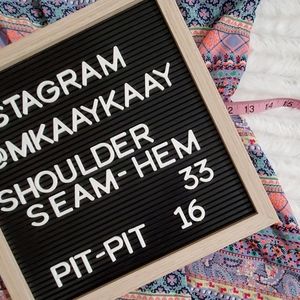 STAGRAM
@MKAAYKAAY
SHOULDER
SEAM-HEM
33
PIT-PIT 16